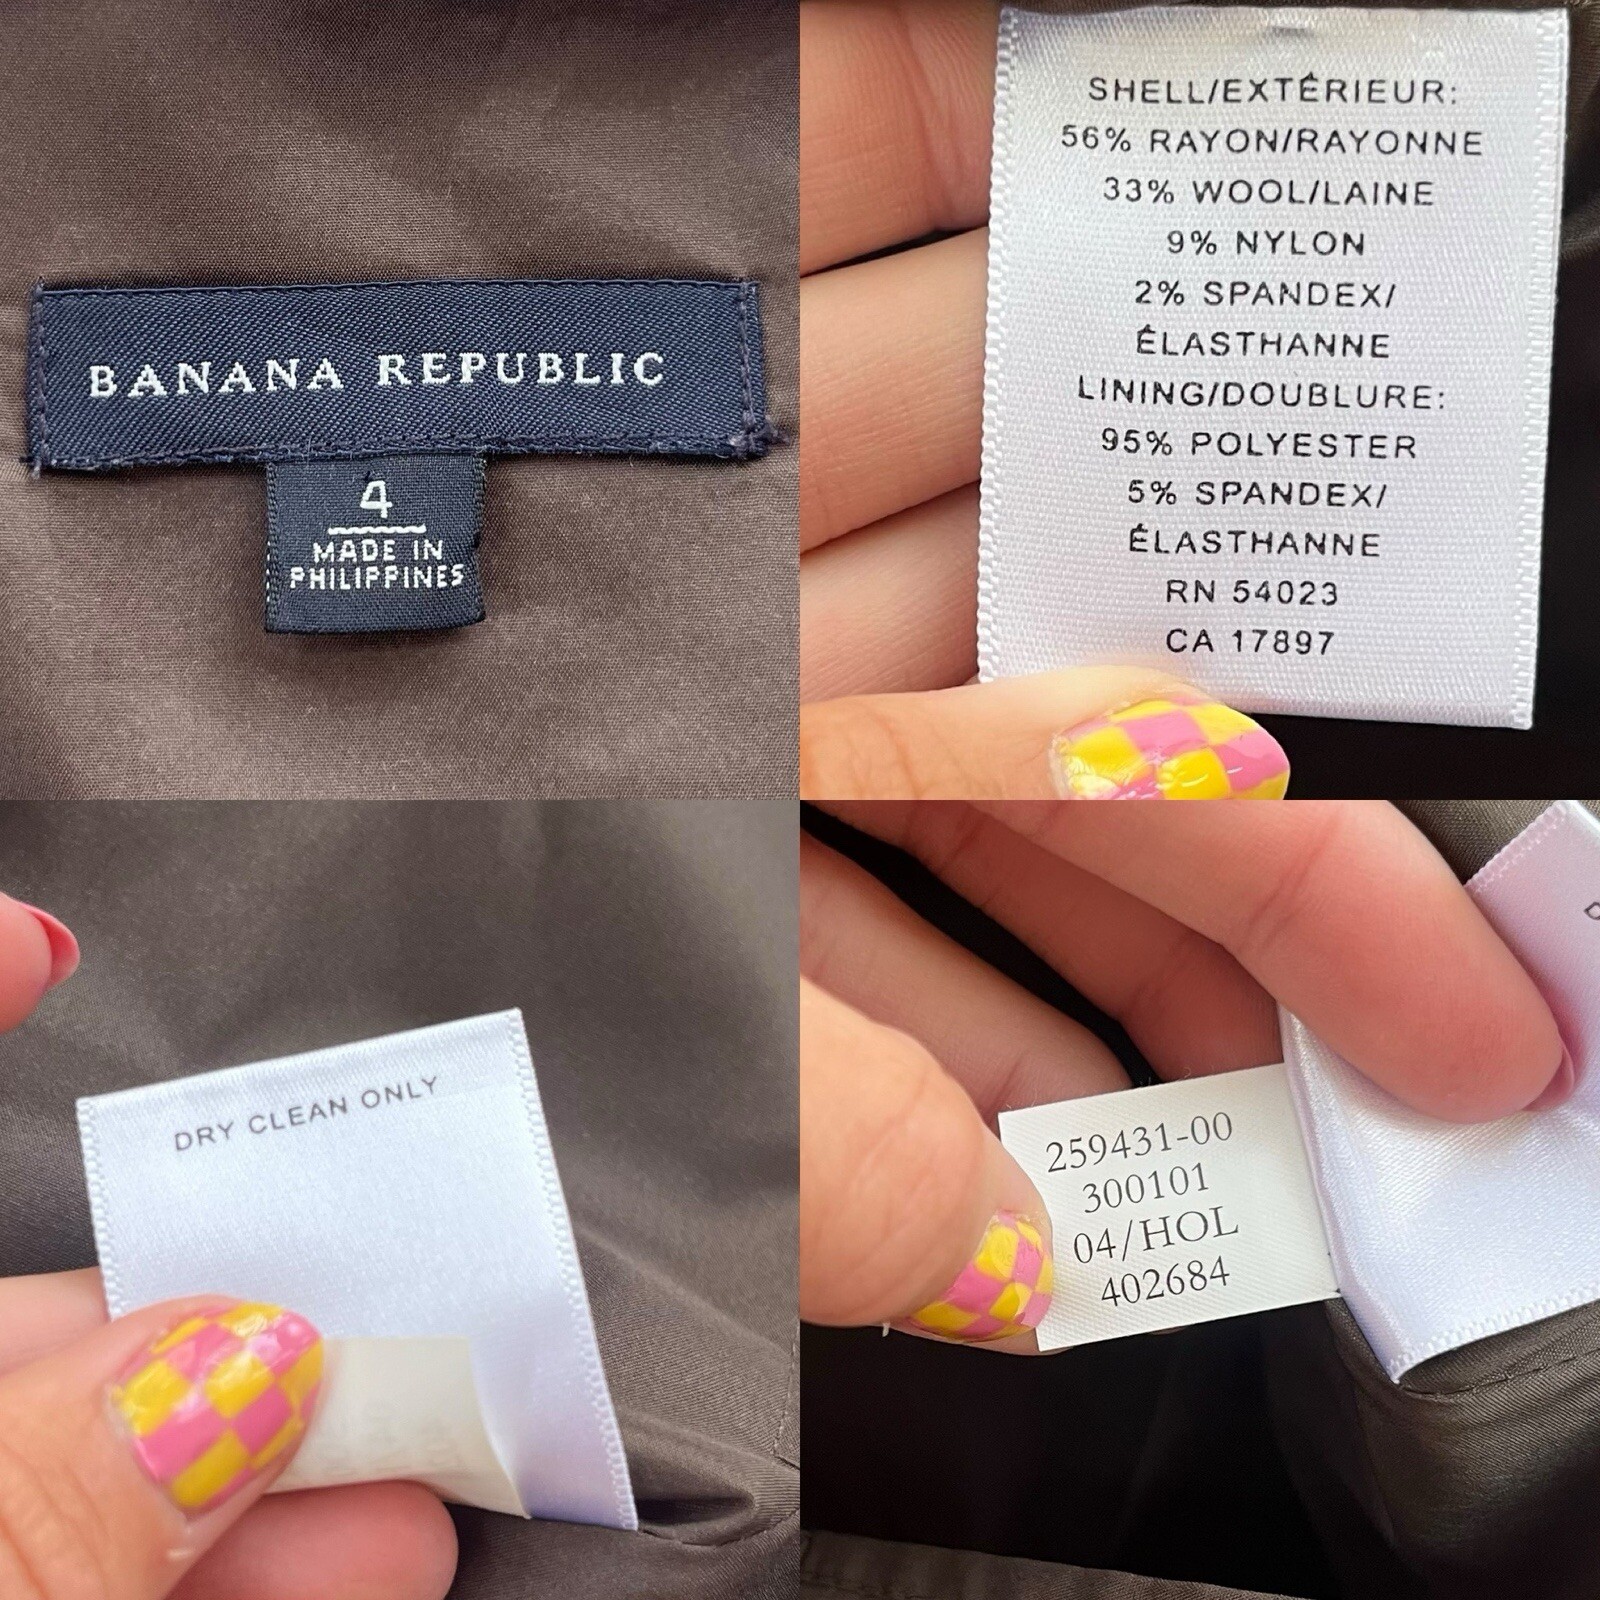 BANANA REPUBLIC
4
MADE IN
PHILIPPINES
SHELL/EXTÉRIEUR:
56% RAYON/RAYONNE
33% WOOL/LAINE
9% NYLON
2% SPANDEX/
ÉLASTHANNE
LINING/DOUBLURE:
95% POLYESTER
5% SPANDEX/
ÉLASTHANNE
RN 54023
CA 17897
DRY CLEAN ONLY
259431-00
300101
04/HOL
402684